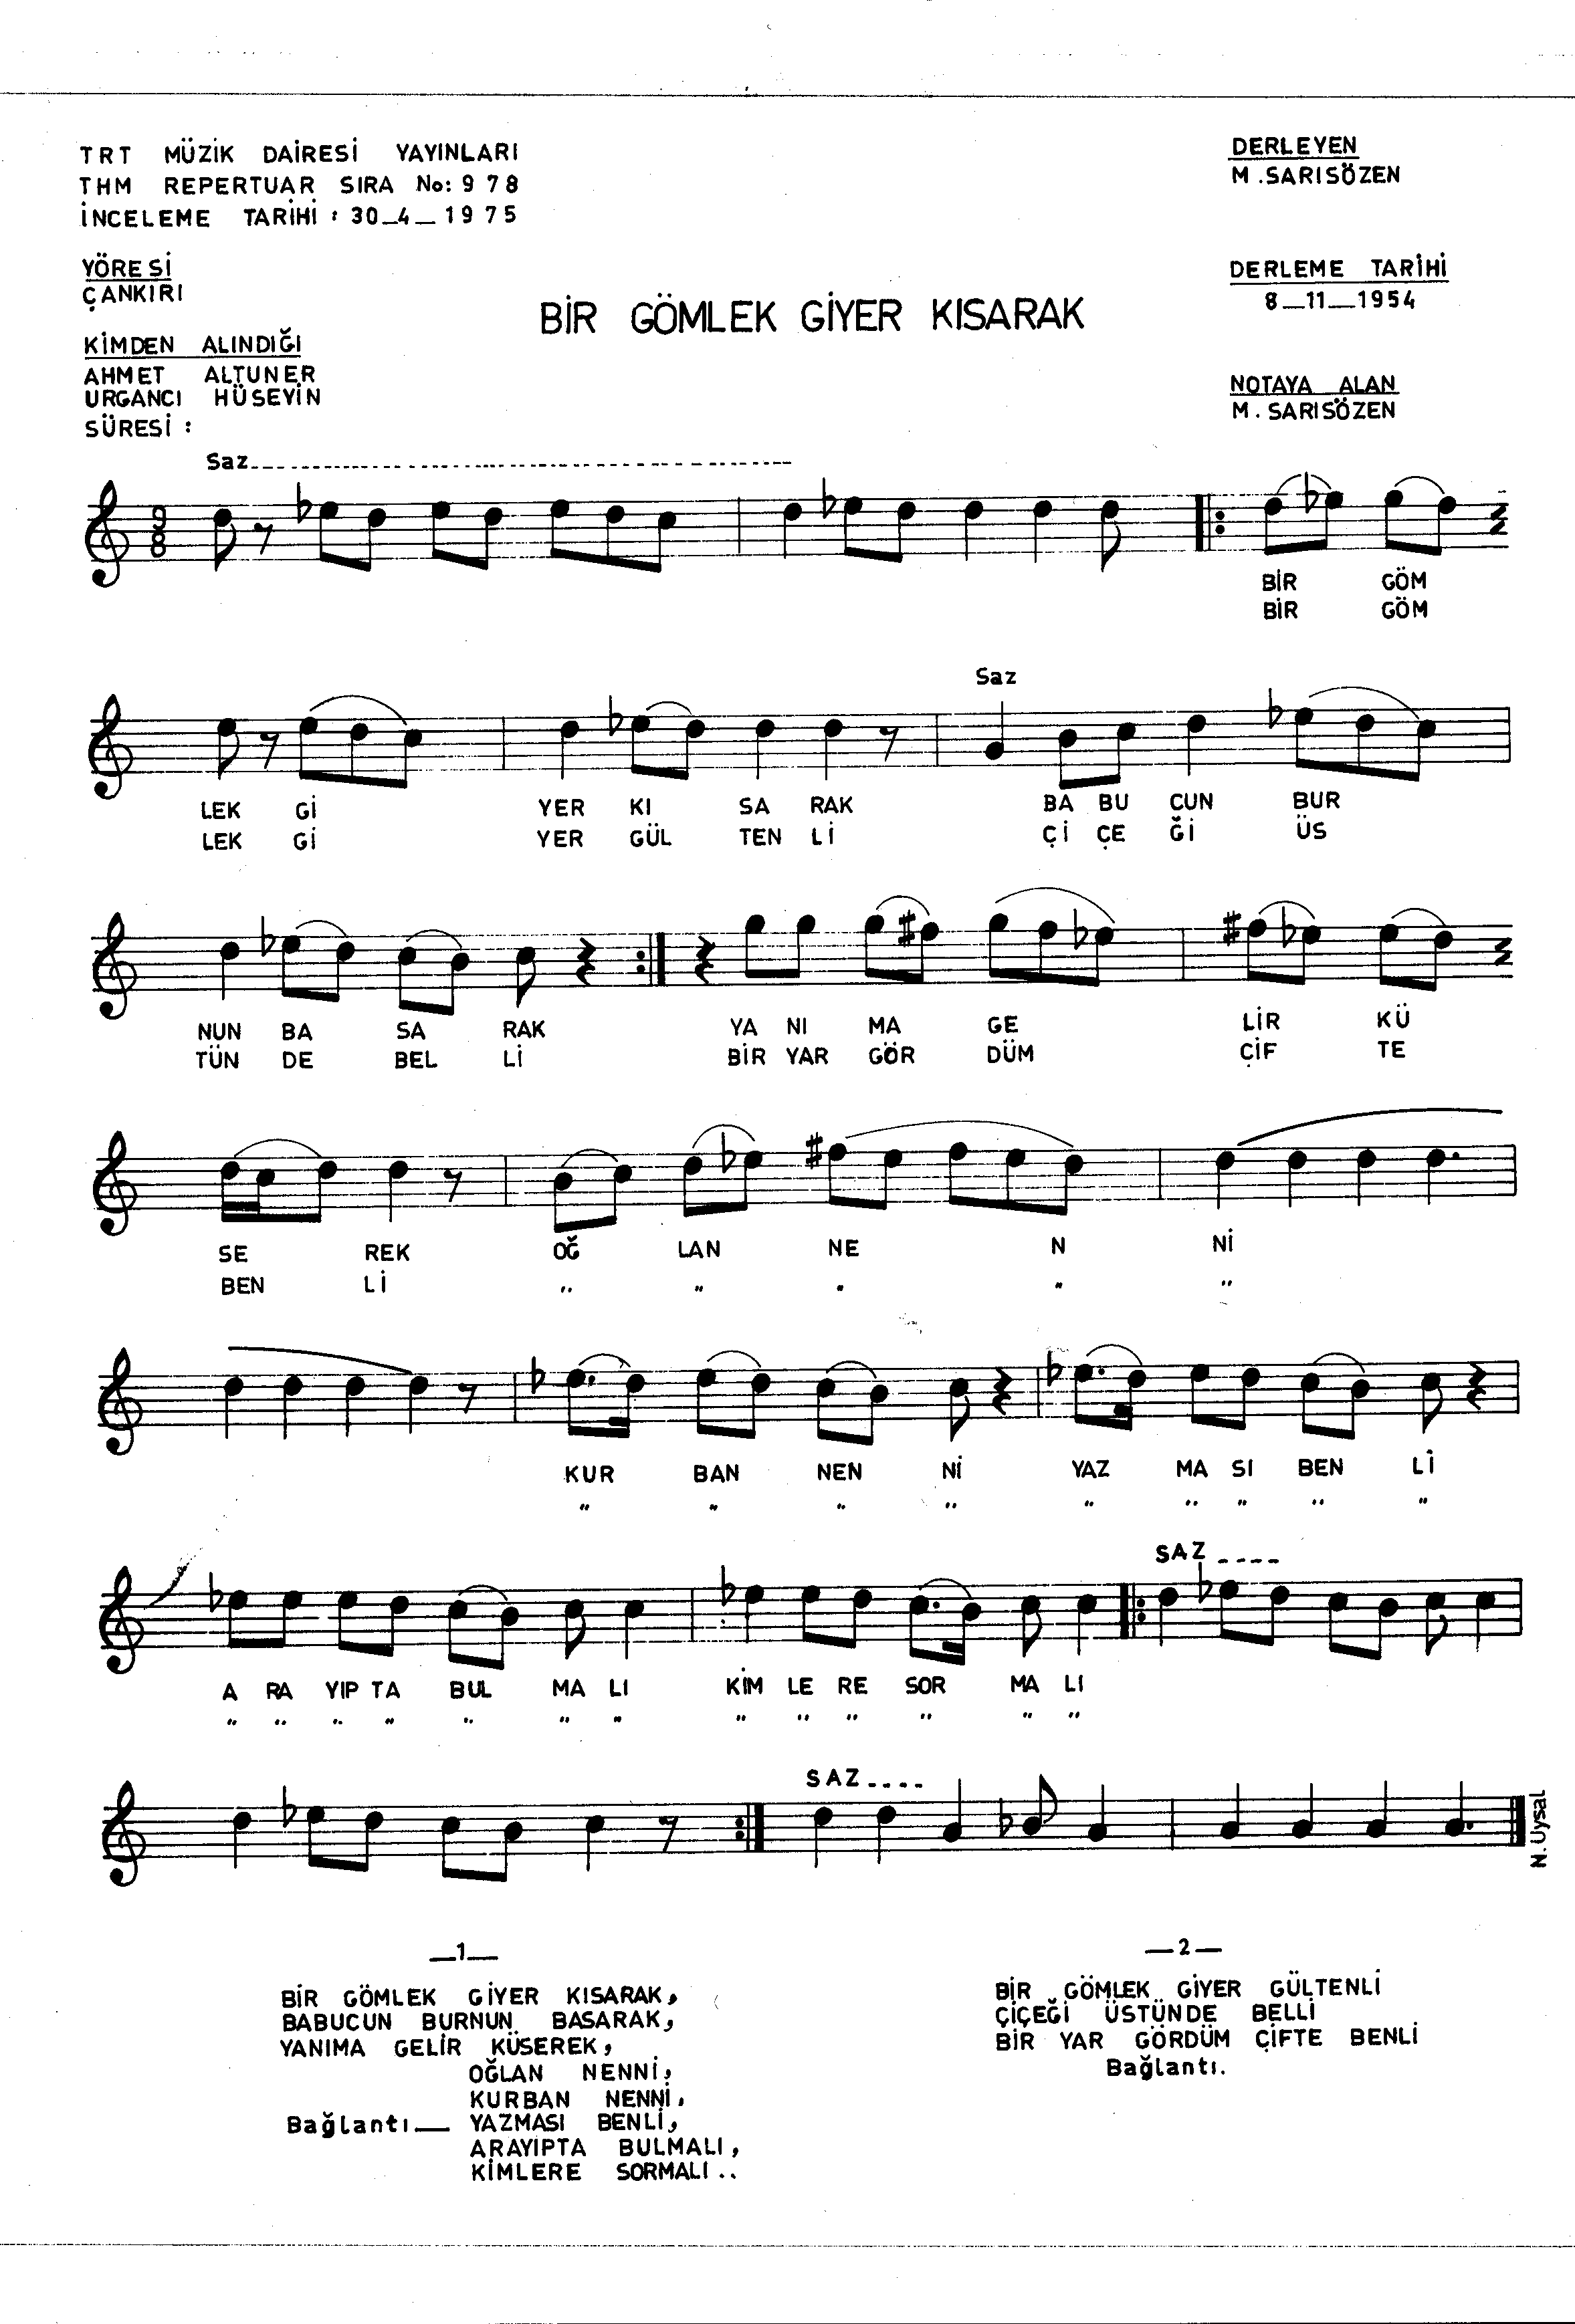 TRT MÜZİK DAİRESİ YAYINLARI
THM REPERTUAR SIRA No: 978
İNCELEME TARİHİ : 30_4_1975
DERLEYEN
M. SARISÖZEN
YÖRESİ
ÇANKIRI
DERLEME TARİHİ
8_11_1954
BİR GÖMLEK GİYER KISARAK
KİMDEN ALINDIĞI
AHMET ALTUNER
URGANCI HÜSEYİN
SÜRESİ :
NOTAYA ALAN
M. SARISÖZEN
Saz
9
8
BİR GÖM
BİR GÖM
Saz
LEK Gİ YER KI SA RAK BA BU CUN BUR
LEK Gİ YER GÜL TEN Lİ Çİ ÇE Ğİ ÜS
NUN BA SA RAK YA NI MA GE LİR KÜ
TÜN DE BEL Lİ BİR YAR GÖR DÜM ÇİF TE
SE REK OĞ LAN NE N Nİ
BEN Lİ " " " " "
KUR BAN NEN Nİ YAZ MA SI BEN Lİ
" " " " " " " " "
SAZ ----
A RA YIP TA BUL MA LI KİM LE RE SOR MA LI
" " " " " " " " " " " " "
SAZ ----
N. Uysal
_1_
BİR GÖMLEK GİYER KISARAK,
BABUCUN BURNUN BASARAK,
YANIMA GELİR KÜSEREK,
OĞLAN NENNİ,
KURBAN NENNİ,
Bağlantı_ YAZMASI BENLİ,
ARAYIPTA BULMALI,
KİMLERE SORMALI..
_2_
BİR GÖMLEK GİYER GÜLTENLİ
ÇİÇEĞİ ÜSTÜNDE BELLİ
BİR YAR GÖRDÜM ÇİFTE BENLİ
Bağlantı.